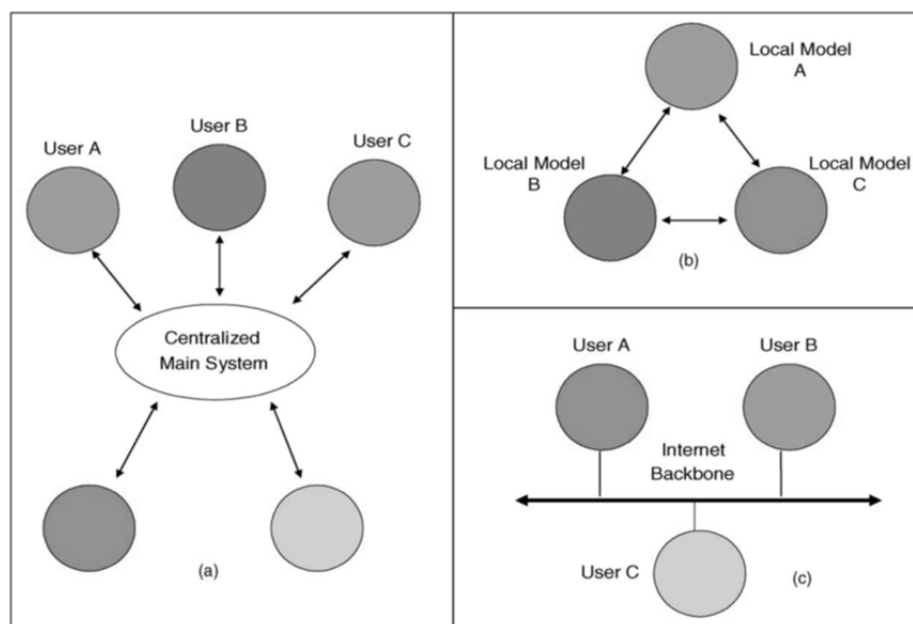 User A
User B
User C
Centralized
Main System
(a)
Local Model
A
Local Model
B
Local Model
C
(b)
User A
User B
Internet
Backbone
User C
(c)